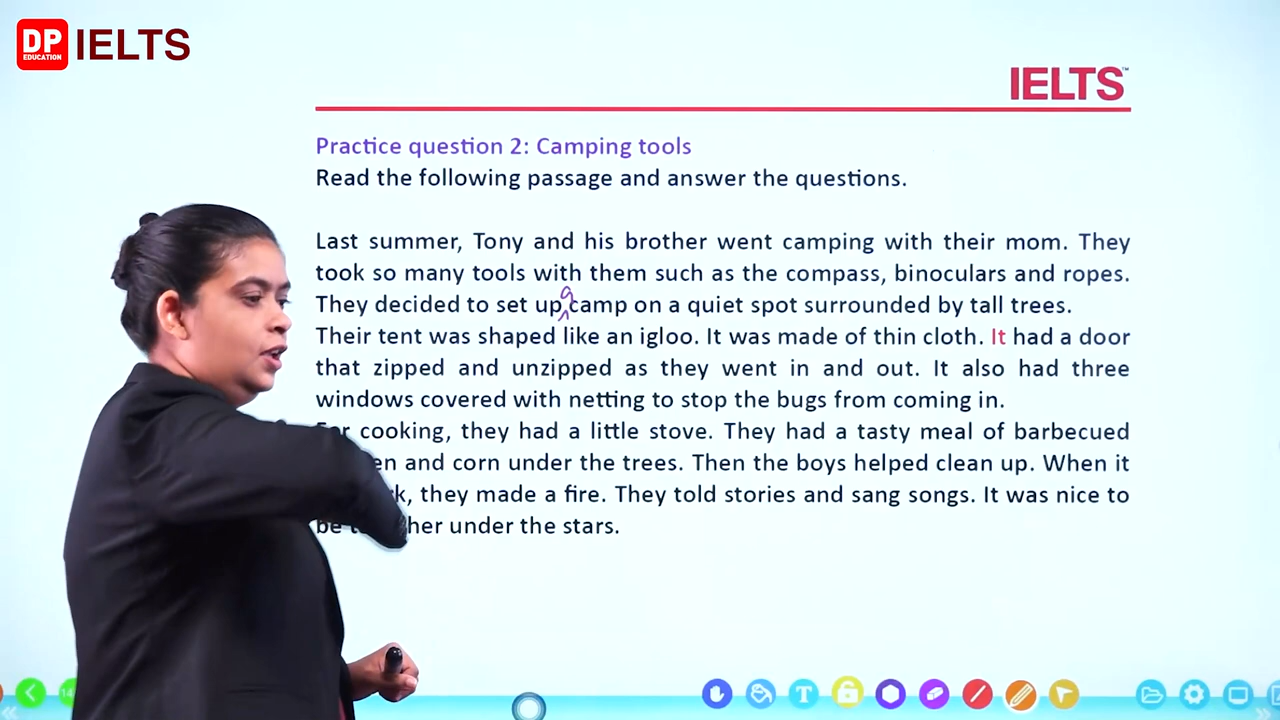 DP
EDUCATION
IELTS
IELTS™
Practice question 2: Camping tools
Read the following passage and answer the questions.
Last summer, Tony and his brother went camping with their mom. They
took so many tools with them such as the compass, binoculars and ropes.
a
They decided to set up camp on a quiet spot surrounded by tall trees.
Their tent was shaped like an igloo. It was made of thin cloth. It had a door
that zipped and unzipped as they went in and out. It also had three
windows covered with netting to stop the bugs from coming in.
cooking, they had a little stove. They had a tasty meal of barbecued
and corn under the trees. Then the boys helped clean up. When it
they made a fire. They told stories and sang songs. It was nice to
be under the stars.
14